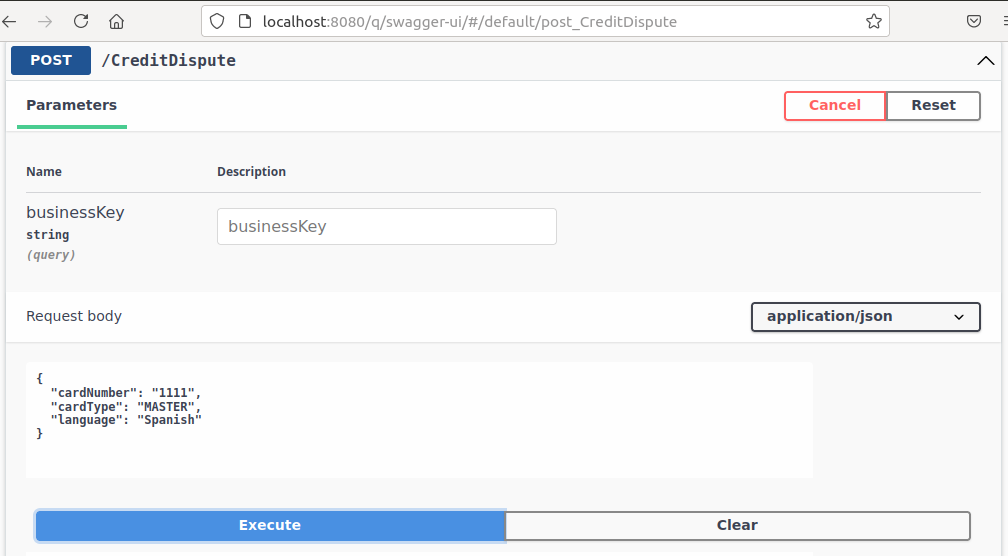 localhost:8080/q/swagger-ui/#/default/post_CreditDispute
POST /CreditDispute
Parameters Cancel Reset
Name Description
businessKey businessKey
string
(query)
Request body application/json
{
"cardNumber": "1111",
"cardType": "MASTER",
"language": "Spanish"
}
Execute Clear